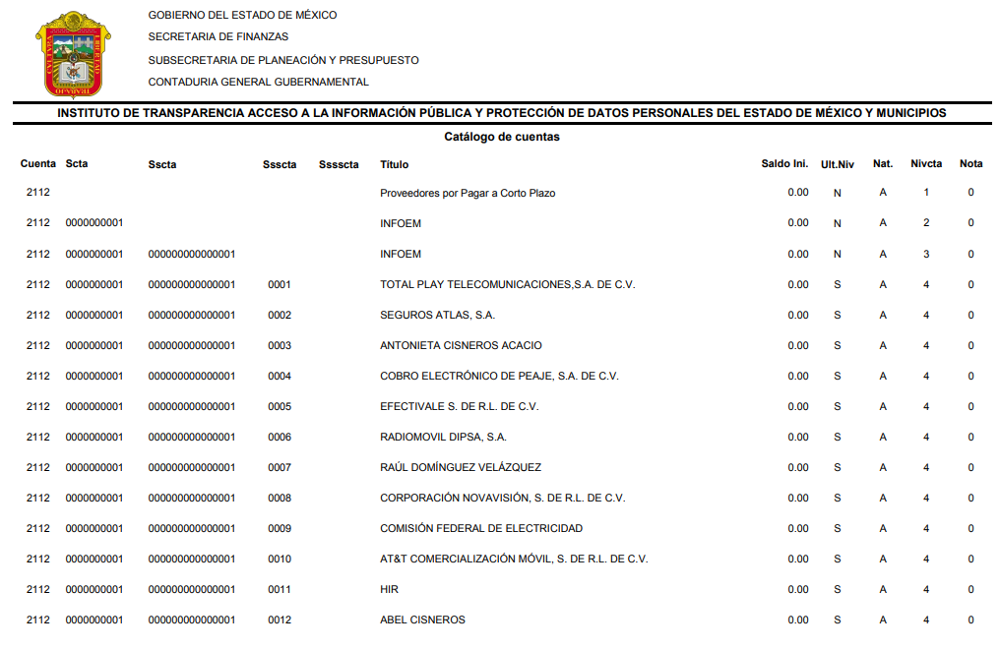 GOBIERNO DEL ESTADO DE MÉXICO
SECRETARIA DE FINANZAS
SUBSECRETARIA DE PLANEACIÓN Y PRESUPUESTO
CONTADURIA GENERAL GUBERNAMENTAL
CULTURA
LIBERTAD
TRABAJO
INSTITUTO DE TRANSPARENCIA ACCESO A LA INFORMACIÓN PÚBLICA Y PROTECCIÓN DE DATOS PERSONALES DEL ESTADO DE MÉXICO Y MUNICIPIOS
Catálogo de cuentas
Cuenta Scta Sscta Ssscta Sssscta Título Saldo Ini. Ult.Niv Nat. Nivcta Nota
2112 Proveedores por Pagar a Corto Plazo 0.00 N A 1 0
2112 0000000001 INFOEM 0.00 N A 2 0
2112 0000000001 000000000000001 INFOEM 0.00 N A 3 0
2112 0000000001 000000000000001 0001 TOTAL PLAY TELECOMUNICACIONES,S.A. DE C.V. 0.00 S A 4 0
2112 0000000001 000000000000001 0002 SEGUROS ATLAS, S.A. 0.00 S A 4 0
2112 0000000001 000000000000001 0003 ANTONIETA CISNEROS ACACIO 0.00 S A 4 0
2112 0000000001 000000000000001 0004 COBRO ELECTRÓNICO DE PEAJE, S.A. DE C.V. 0.00 S A 4 0
2112 0000000001 000000000000001 0005 EFECTIVALE S. DE R.L. DE C.V. 0.00 S A 4 0
2112 0000000001 000000000000001 0006 RADIOMOVIL DIPSA, S.A. 0.00 S A 4 0
2112 0000000001 000000000000001 0007 RAÚL DOMÍNGUEZ VELÁZQUEZ 0.00 S A 4 0
2112 0000000001 000000000000001 0008 CORPORACIÓN NOVAVISIÓN, S. DE R.L. DE C.V. 0.00 S A 4 0
2112 0000000001 000000000000001 0009 COMISIÓN FEDERAL DE ELECTRICIDAD 0.00 S A 4 0
2112 0000000001 000000000000001 0010 AT&T COMERCIALIZACIÓN MÓVIL, S. DE R.L. DE C.V. 0.00 S A 4 0
2112 0000000001 000000000000001 0011 HIR 0.00 S A 4 0
2112 0000000001 000000000000001 0012 ABEL CISNEROS 0.00 S A 4 0